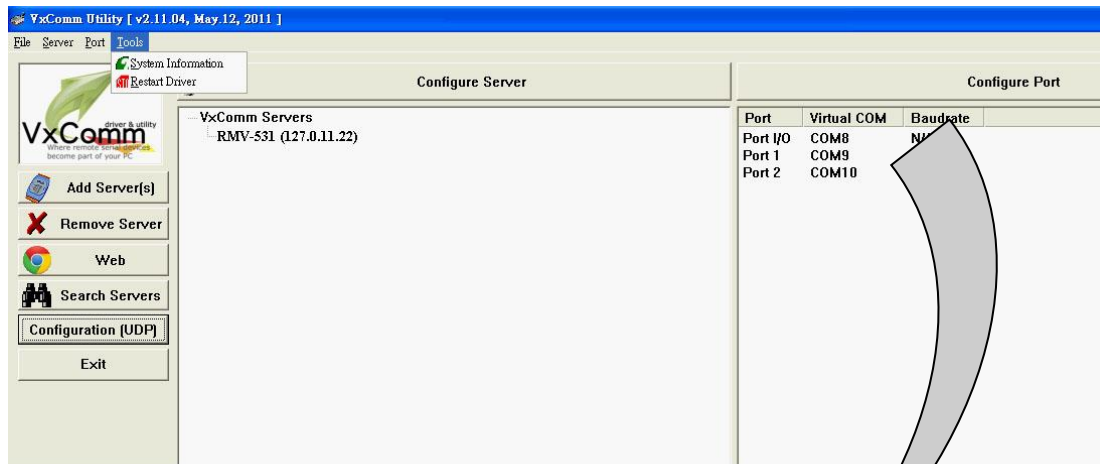 VxComm Utility [ v2.11.04, May.12, 2011 ]
File Server Port Tools
System Information
Restart Driver
Configure Server
Configure Port
VxComm
driver & utility
Where remote serial devices
become part of your PC
Add Server(s)
Remove Server
Web
Search Servers
Configuration (UDP)
Exit
VxComm Servers
RMV-531 (127.0.11.22)
Port Virtual COM Baudrate
Port I/O COM8
Port 1 COM9
Port 2 COM10